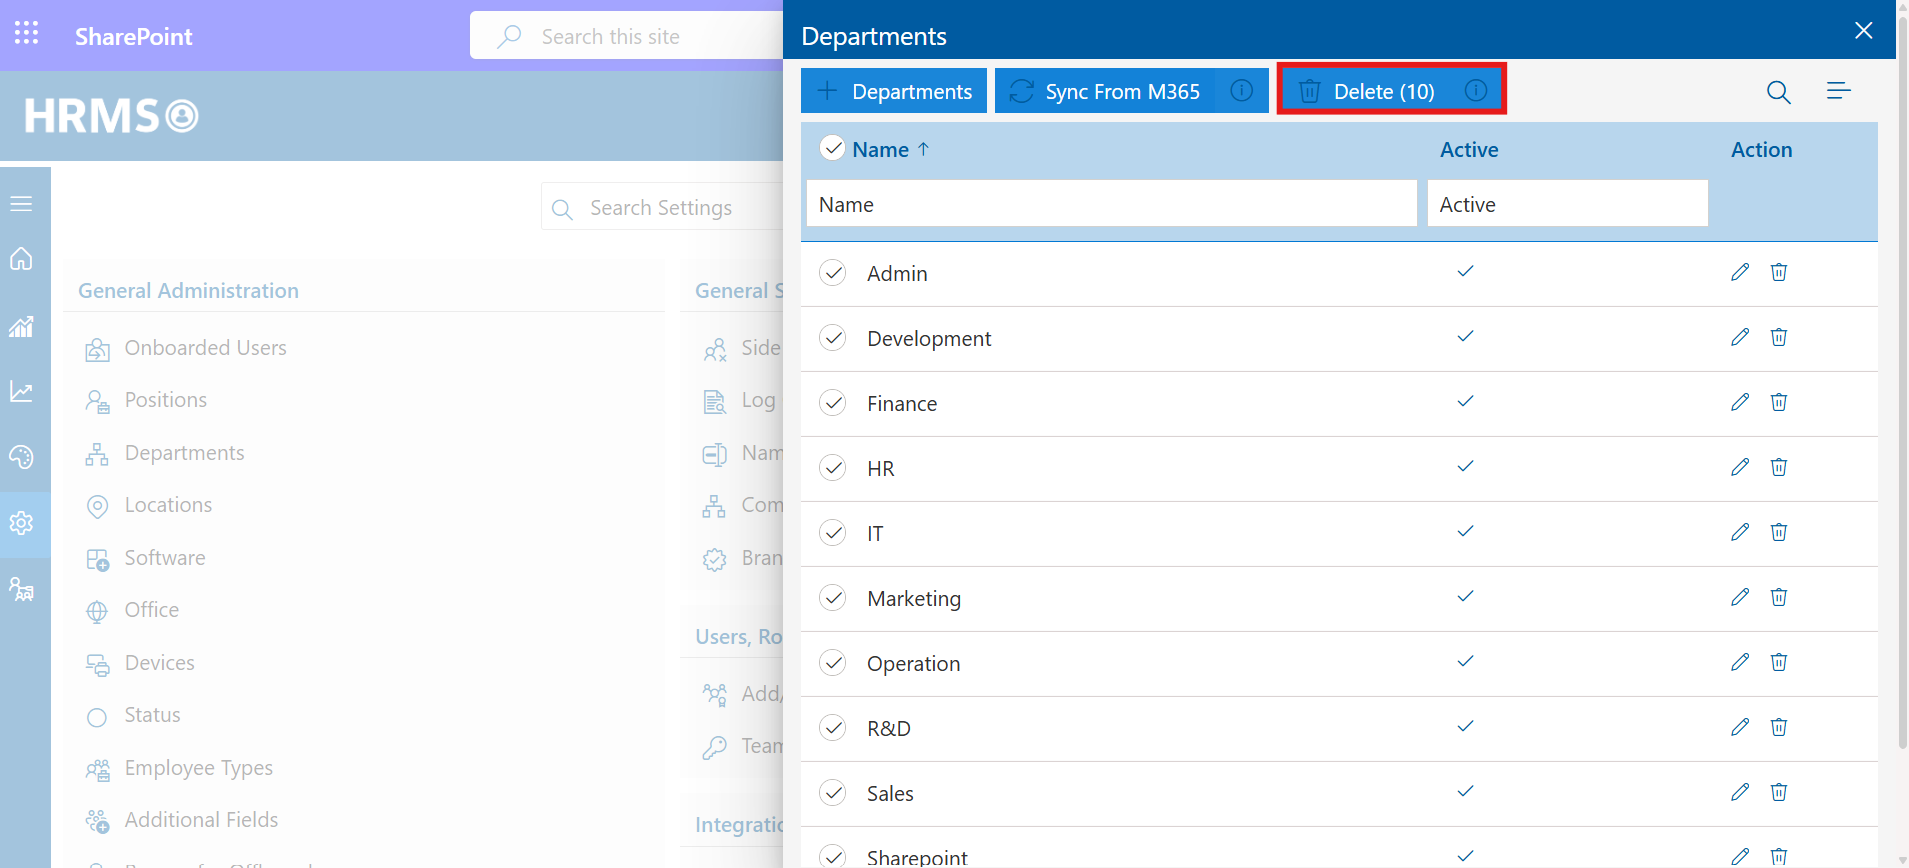 SharePoint
Search this site
HRMS
Search Settings
General Administration
Onboarded Users
Positions
Departments
Locations
Software
Office
Devices
Status
Employee Types
Additional Fields
General S
Side
Log
Nam
Com
Bran
Users, Ro
Add/
Team
Integratio
Departments
Departments
Sync From M365
Delete (10)
Name ↑ Active Action
Name Active
Admin
Development
Finance
HR
IT
Marketing
Operation
R&D
Sales
Sharepoint